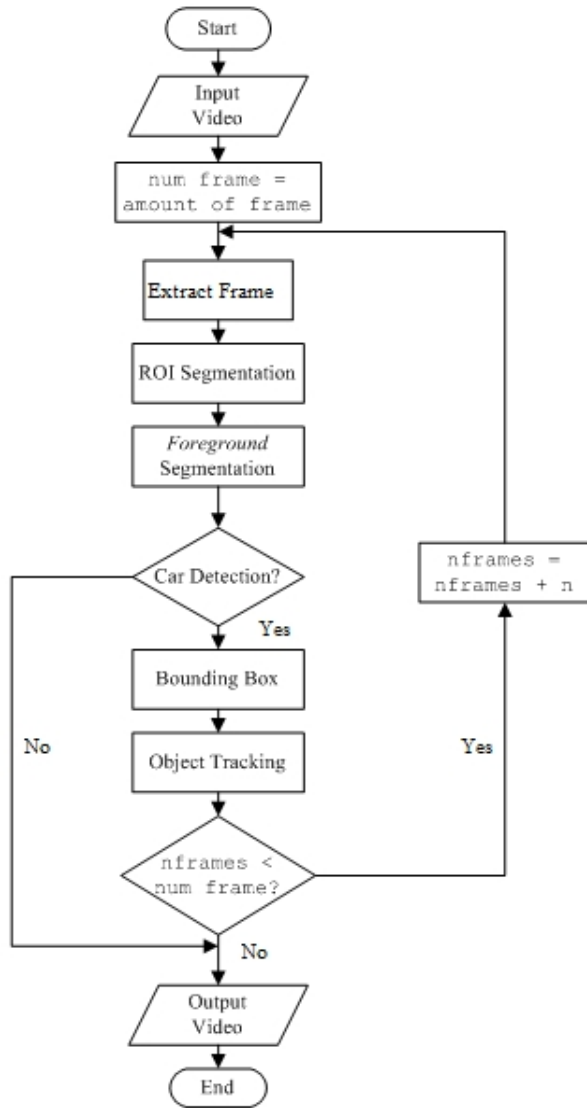 Start
Input
Video
num frame =
amount of frame
Extract Frame
ROI Segmentation
Foreground
Segmentation
Car Detection?
Yes
Bounding Box
Object Tracking
nframes <
num frame?
No
Yes
nframes =
nframes + n
No
Output
Video
End